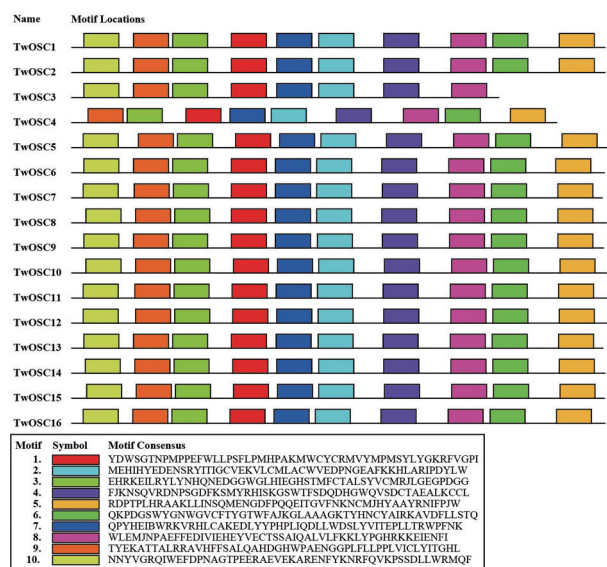 Name Motif Locations
TwOSC1
TwOSC2
TwOSC3
TwOSC4
TwOSC5
TwOSC6
TwOSC7
TwOSC8
TwOSC9
TwOSC10
TwOSC11
TwOSC12
TwOSC13
TwOSC14
TwOSC15
TwOSC16
Motif Symbol Motif Consensus
1. YDWSGTNPMPPEFWLLPSFLPMHPAKMWCYCRMVYMPMSYLYGKRFVGPI
2. MEHIHYEDENSRYITIGCVEKVLCMLACWVEDPNGEAFKKHLARIPDYLW
3. EHRKEILRYLYNHQNEDGGWGLHIEGHSTMFCTALSYVCMRJLGEGPDGG
4. FJKNSQVRDNPSGDFKSMYRHISKGSWTFSDQDHGWQVSDCTAEALKCCL
5. RDPTPLHRAAKLLINSQMENGDFPQQEITGVFNKNCMJHYAAYRNIFPJW
6. QKPDGSWYGNWGVCFTYGTWFAJKGLAAAGKTYHNCYAIRKAVDFLLSTQ
7. QPYHEIBWRKVRHLCAKEDLYYPHPLIQDLLWDSLYVITEPLLTRWPFNK
8. WLEMJNPAEFFEDIVIEHEYVECTSSAIQALVLFKKLYPGHRKKEIENFI
9. TYEKATTALRRAVHFFSALQAHDGHWPAENGGPLFLLPPLVICLYITGHL
10. NNYVGRQIWEFDPNAGTPEERAEVEKARENFYKNRFQVKPSSDLLWRMQF